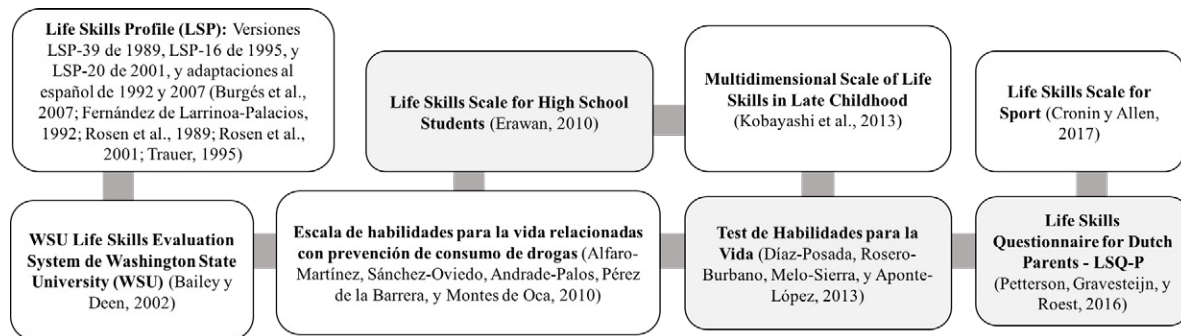 Life Skills Profile (LSP): Versiones
LSP-39 de 1989, LSP-16 de 1995, y
LSP-20 de 2001, y adaptaciones al
español de 1992 y 2007 (Burgés et al.,
2007; Fernández de Larrinoa-Palacios,
1992; Rosen et al., 1989; Rosen et al.,
2001; Trauer, 1995)
WSU Life Skills Evaluation
System de Washington State
University (WSU) (Bailey y
Deen, 2002)
Escala de habilidades para la vida relacionadas
con prevención de consumo de drogas (Alfaro-
Martínez, Sánchez-Oviedo, Andrade-Palos, Pérez
de la Barrera, y Montes de Oca, 2010)
Life Skills Scale for High School
Students (Erawan, 2010)
Multidimensional Scale of Life
Skills in Late Childhood
(Kobayashi et al., 2013)
Test de Habilidades para la
Vida (Díaz-Posada, Rosero-
Burbano, Melo-Sierra, y Aponte-
López, 2013)
Life Skills
Questionnaire for Dutch
Parents - LSQ-P
(Petterson, Gravesteijn, y
Roest, 2016)
Life Skills Scale for
Sport (Cronin y Allen,
2017)